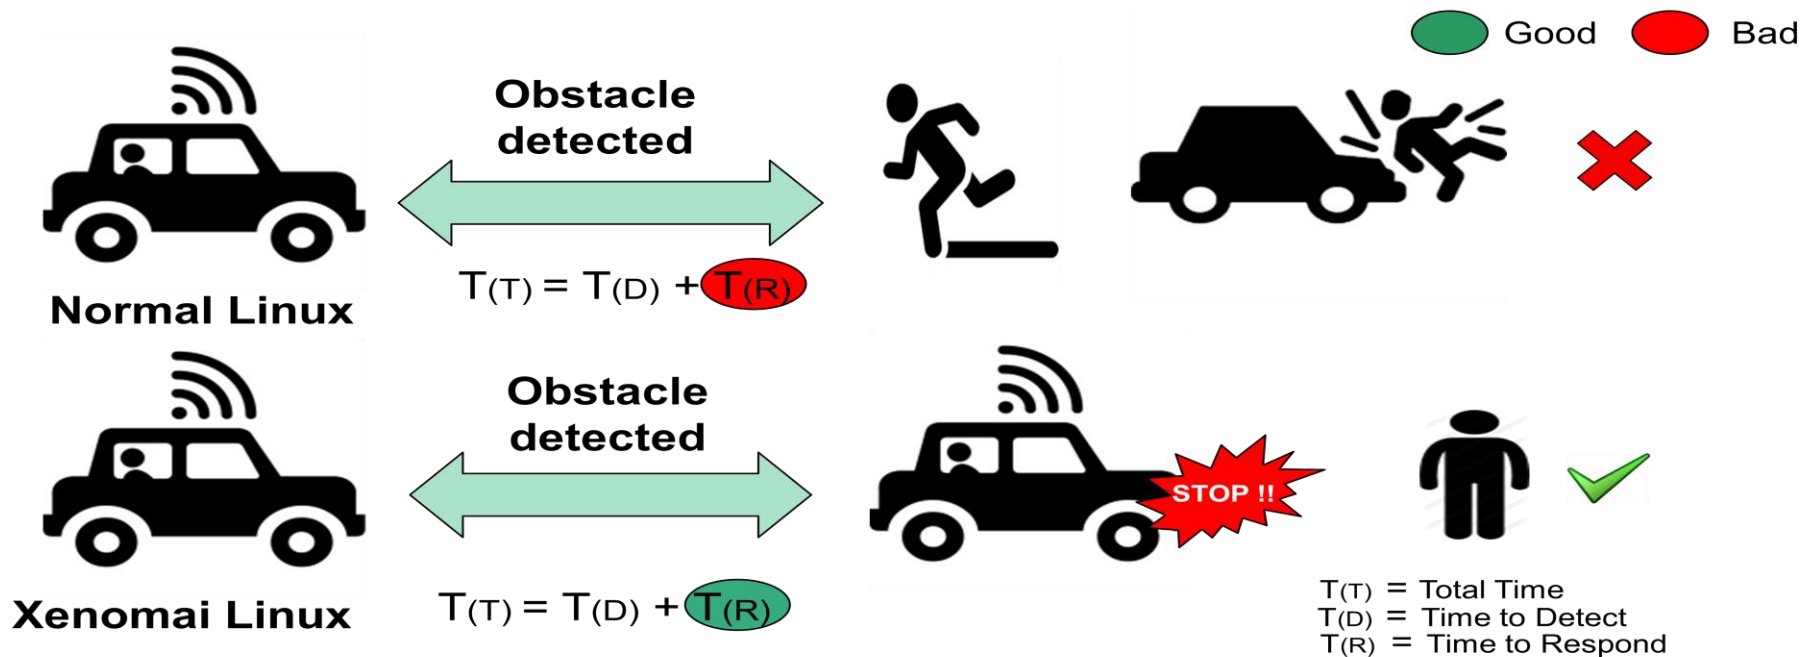 Good Bad
Obstacle
detected
T(T) = T(D) + T(R)
Normal Linux
Obstacle
detected
STOP !!
T(T) = T(D) + T(R)
Xenomai Linux
T(T) = Total Time
T(D) = Time to Detect
T(R) = Time to Respond